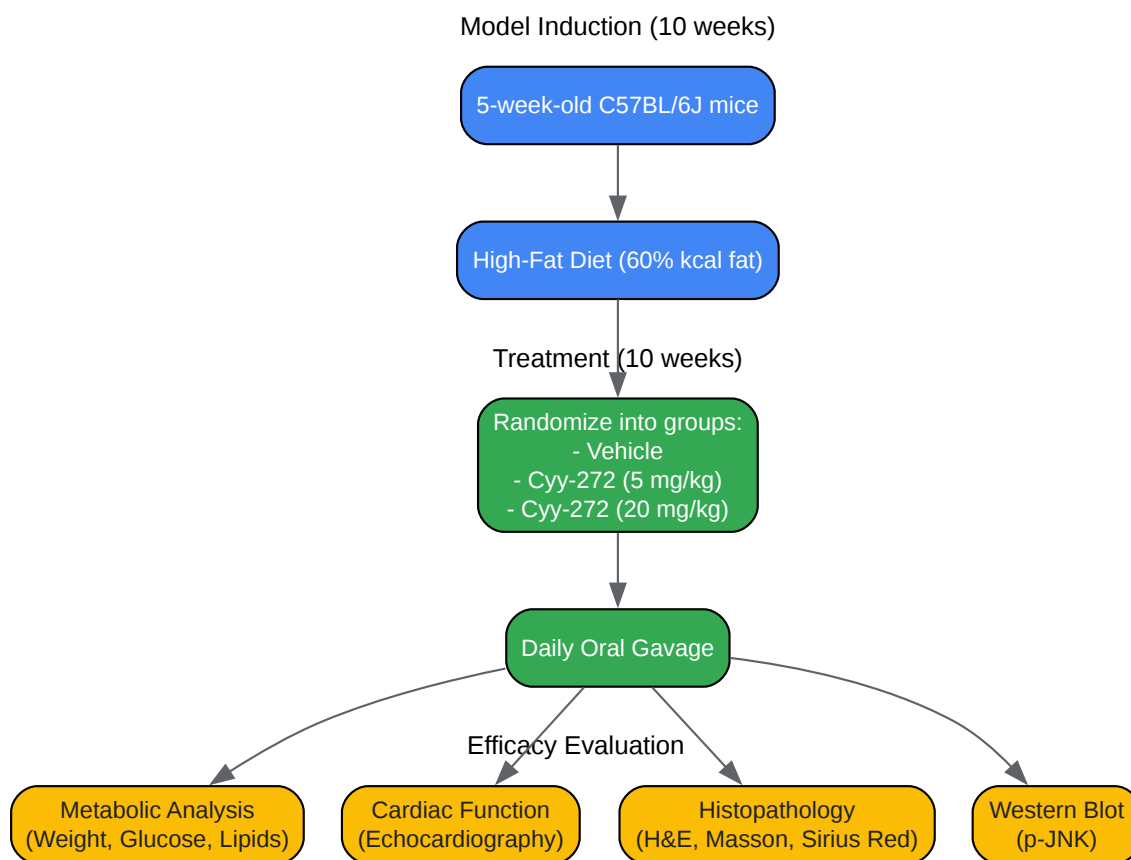 Model Induction (10 weeks)
5-week-old C57BL/6J mice
High-Fat Diet (60% kcal fat)
Treatment (10 weeks)
Randomize into groups:
- Vehicle
- Cyy-272 (5 mg/kg)
- Cyy-272 (20 mg/kg)
Daily Oral Gavage
Efficacy Evaluation
Metabolic Analysis
(Weight, Glucose, Lipids)
Cardiac Function
(Echocardiography)
Histopathology
(H&E, Masson, Sirius Red)
Western Blot
(p-JNK)